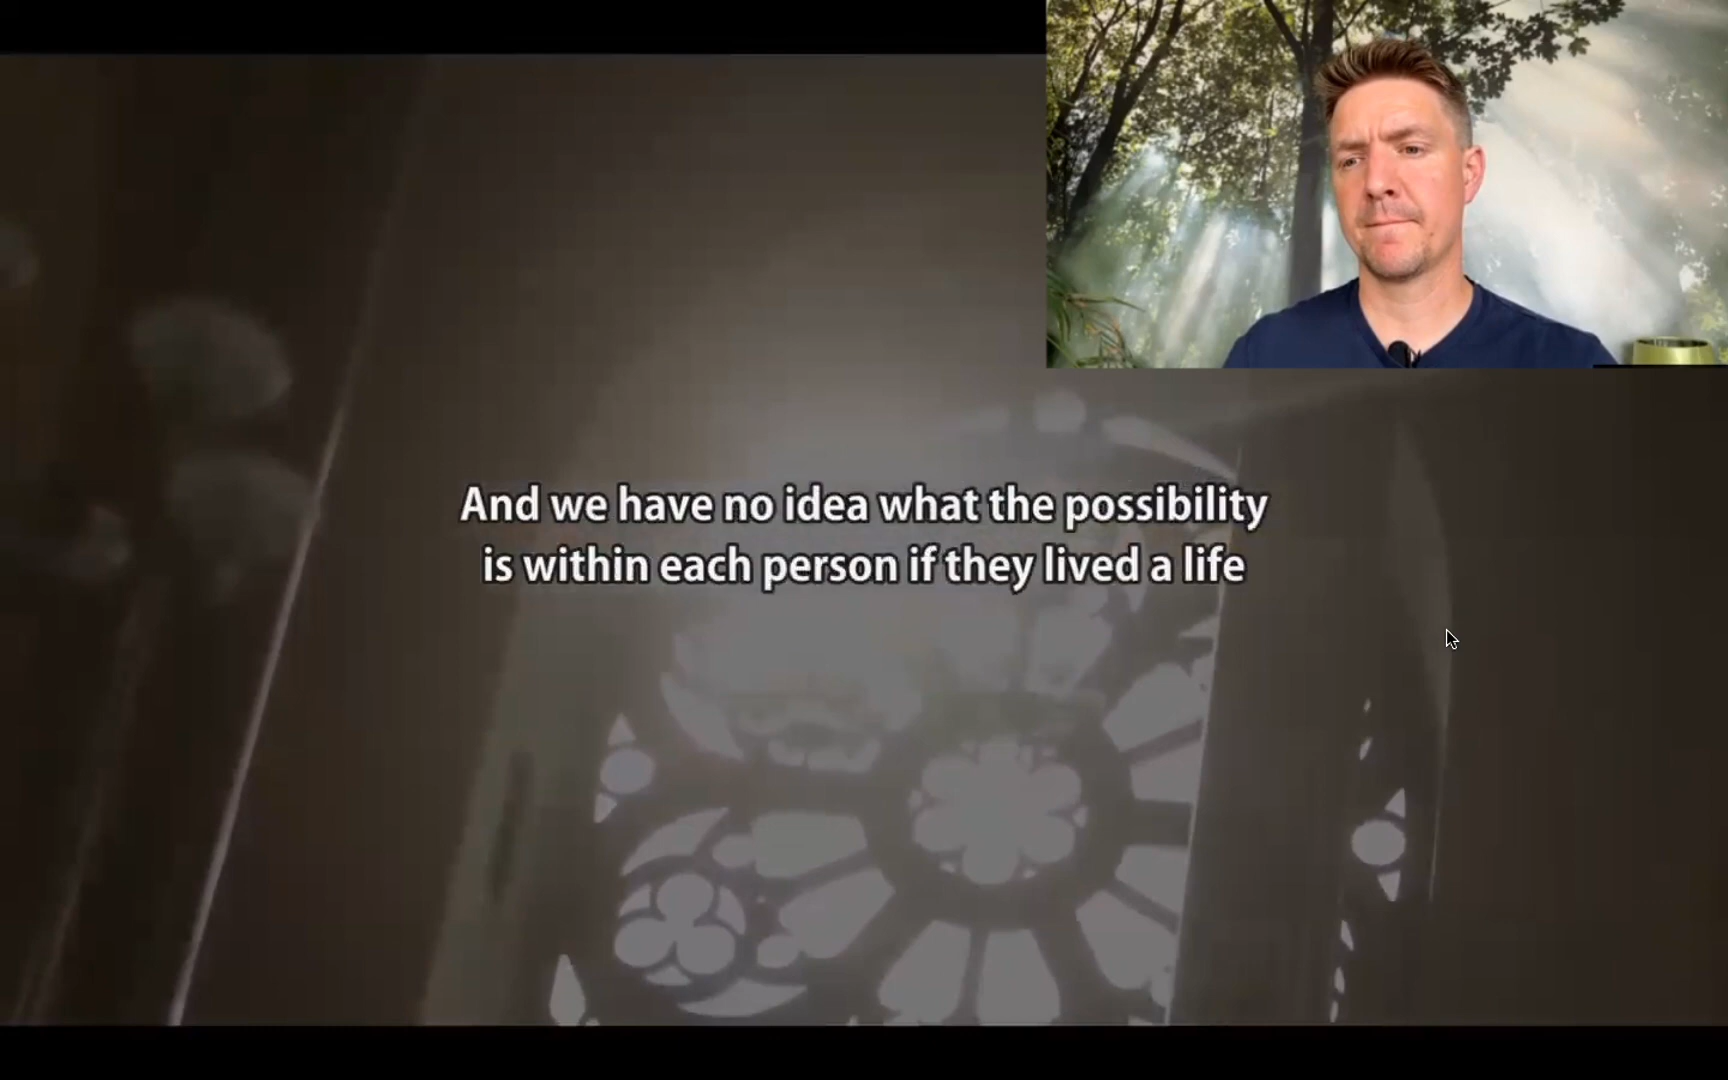 And we have no idea what the possibility
is within each person if they lived a life